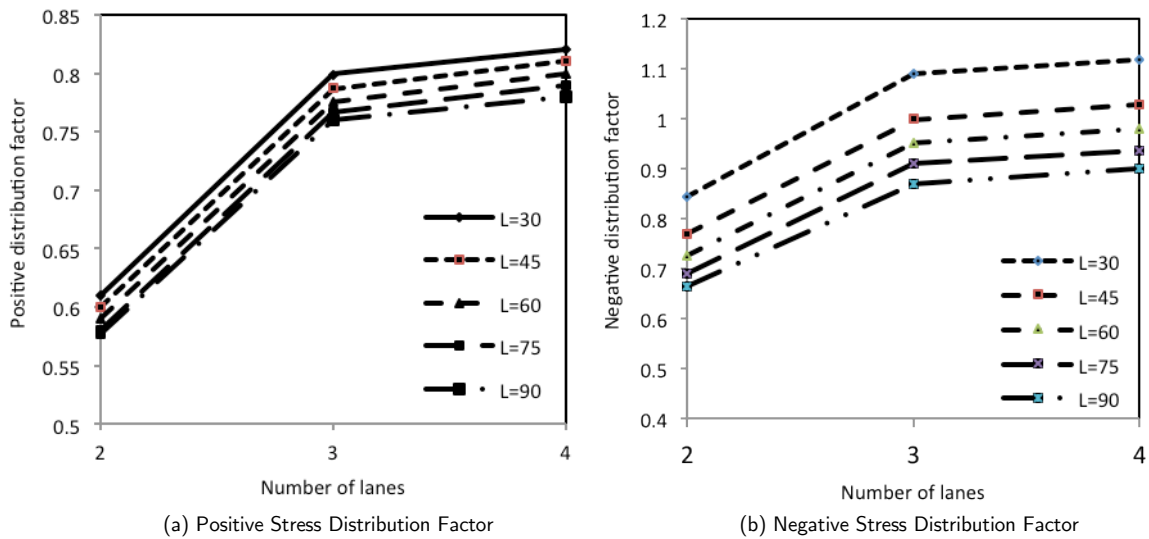 0.85
0.8
0.75
0.7
0.65
0.6
0.55
0.5
Positive distribution factor
L=30
L=45
L=60
L=75
L=90
2
3
4
Number of lanes
(a) Positive Stress Distribution Factor
1.2
1.1
1
0.9
0.8
0.7
0.6
0.5
0.4
Negative distribution factor
L=30
L=45
L=60
L=75
L=90
2
3
4
Number of lanes
(b) Negative Stress Distribution Factor